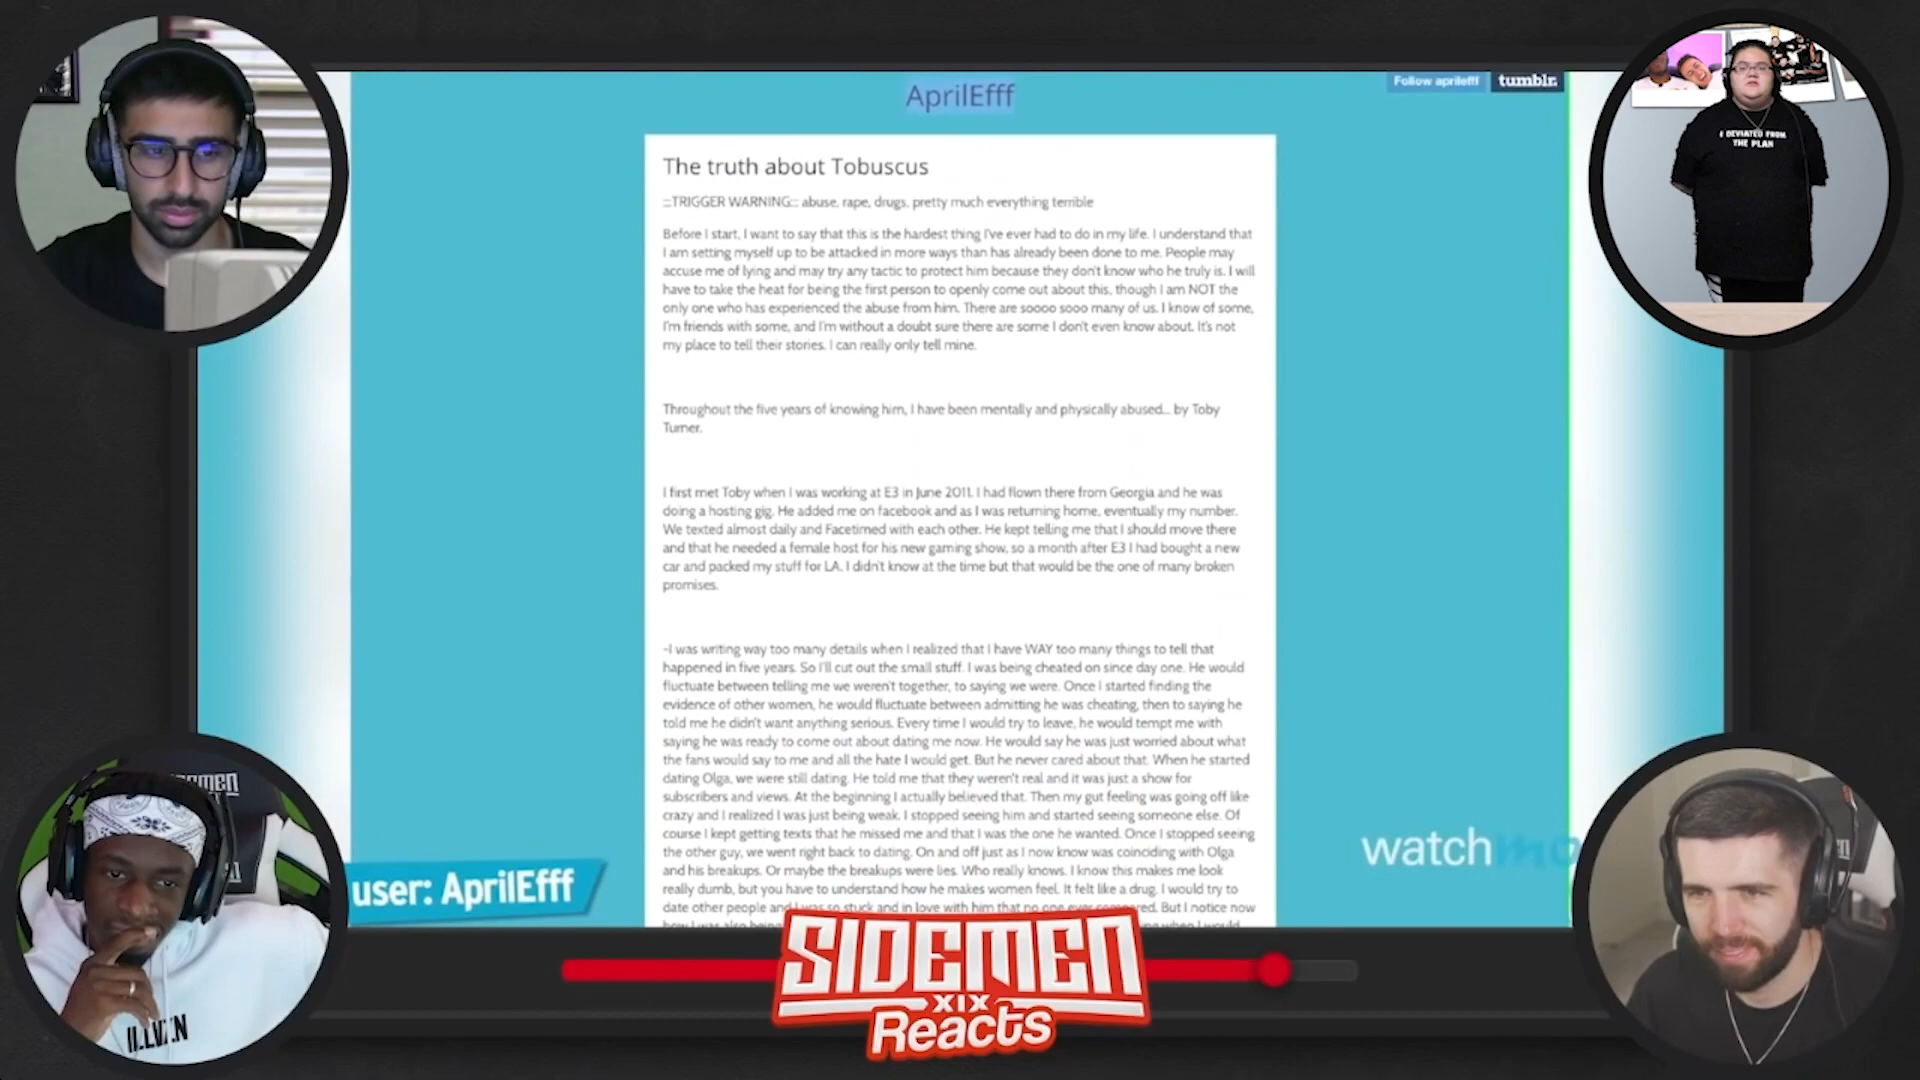 AprilEfff
Follow aprilefff
tumblr.
The truth about Tobuscus
:::TRIGGER WARNING::: abuse, rape, drugs, pretty much everything terrible
Before I start, I want to say that this is the hardest thing I've ever had to do in my life. I understand that
I am setting myself up to be attacked in more ways than has already been done to me. People may
accuse me of lying and may try any tactic to protect him because they don't know who he truly is. I will
have to take the heat for being the first person to openly come out about this, though I am NOT the
only one who has experienced the abuse from him. There are soooo sooo many of us. I know of some,
I'm friends with some, and I'm without a doubt sure there are some I don't even know about. It's not
my place to tell their stories. I can really only tell mine.
Throughout the five years of knowing him, I have been mentally and physically abused... by Toby
Turner.
I first met Toby when I was working at E3 in June 2011. I had flown there from Georgia and he was
doing a hosting gig. He added me on facebook and as I was returning home, eventually my number.
We texted almost daily and Facetimed with each other. He kept telling me that I should move there
and that he needed a female host for his new gaming show, so a month after E3 I had bought a new
car and packed my stuff for LA. I didn't know at the time but that would be the one of many broken
promises.
-I was writing way too many details when I realized that I have WAY too many things to tell that
happened in five years. So I'll cut out the small stuff. I was being cheated on since day one. He would
fluctuate between telling me we weren't together, to saying we were. Once I started finding the
evidence of other women, he would fluctuate between admitting he was cheating, then to saying he
told me he didn't want anything serious. Every time I would try to leave, he would tempt me with
saying he was ready to come out about dating me now. He would say he was just worried about what
the fans would say to me and all the hate I would get. But he never cared about that. When he started
dating Olga, we were still dating. He told me that they weren't real and it was just a show for
subscribers and views. At the beginning I actually believed that. Then my gut feeling was going off like
crazy and I realized I was just being weak. I stopped seeing him and started seeing someone else. Of
course I kept getting texts that he missed me and that I was the one he wanted. Once I stopped seeing
the other guy, we went right back to dating. On and off just as I now know was coinciding with Olga
and his breakups. Or maybe the breakups were lies. Who really knows. I know this makes me look
really dumb, but you have to understand how he makes women feel. It felt like a drug. I would try to
date other people and I was so stuck and in love with him that no one ever compared. But I notice now
how I was also being
when I would
user: AprilEfff
watchmo
I DEVIATED FROM
THE PLAN
SIDEMEN
XIX
Reacts